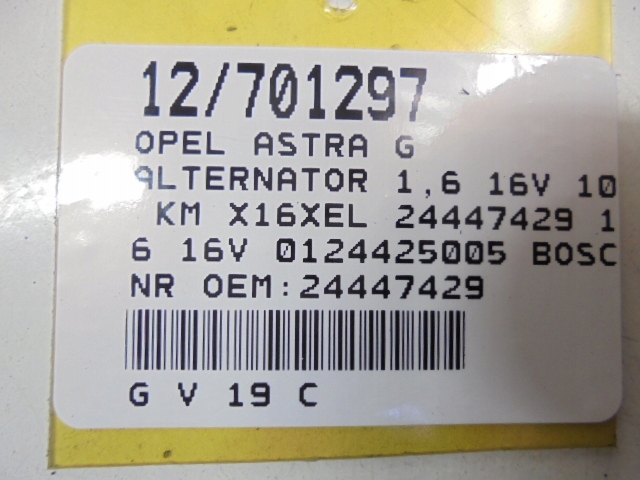 12/701297
OPEL ASTRA G
ALTERNATOR 1,6 16V 10
KM X16XEL 24447429 1
6 16V 0124425005 BOSC
NR OEM:24447429
G V 19 C